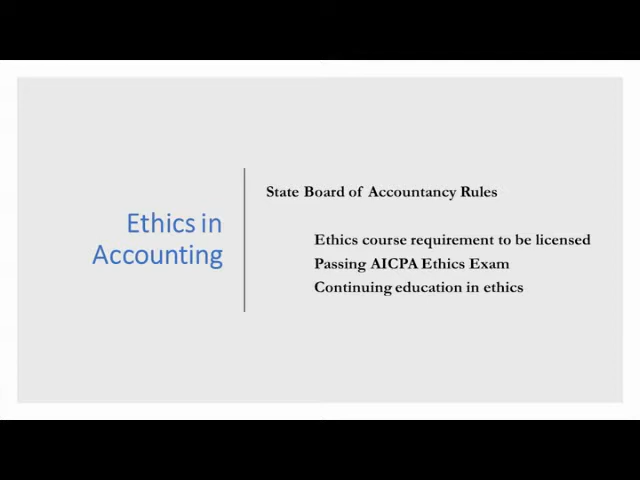 Ethics in
Accounting
State Board of Accountancy Rules
Ethics course requirement to be licensed
Passing AICPA Ethics Exam
Continuing education in ethics